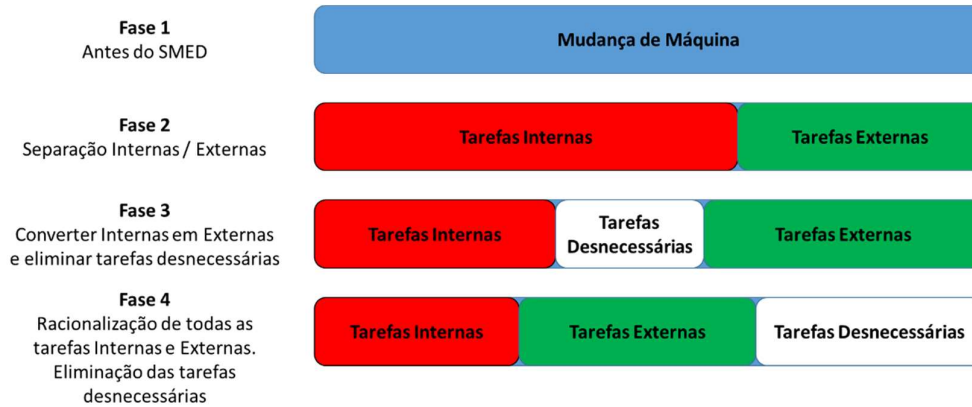 Fase 1
Antes do SMED
Mudança de Máquina
Fase 2
Separação Internas / Externas
Tarefas Internas
Tarefas Externas
Fase 3
Converter Internas em Externas
e eliminar tarefas desnecessárias
Tarefas Internas
Tarefas
Desnecessárias
Tarefas Externas
Fase 4
Racionalização de todas as
tarefas Internas e Externas.
Eliminação das tarefas
desnecessárias
Tarefas Internas
Tarefas Externas
Tarefas Desnecessárias